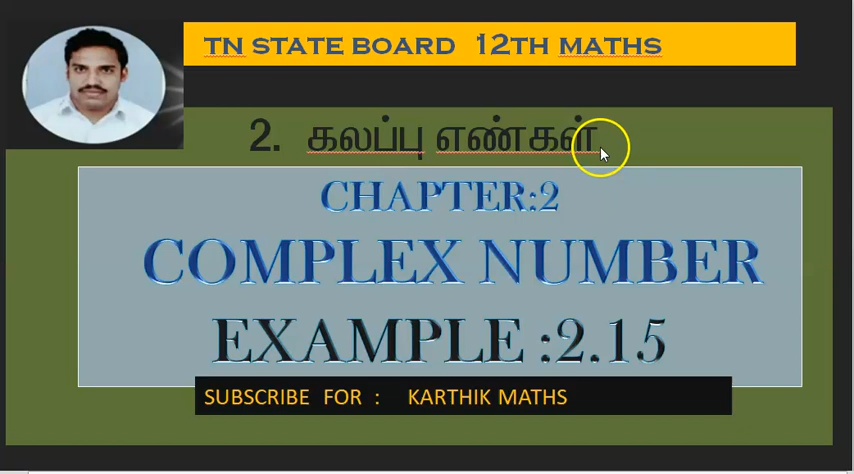 TN STATE BOARD 12TH MATHS
2. கலப்பு எண்கள்
CHAPTER:2
COMPLEX NUMBER
EXAMPLE :2.15
SUBSCRIBE FOR : KARTHIK MATHS